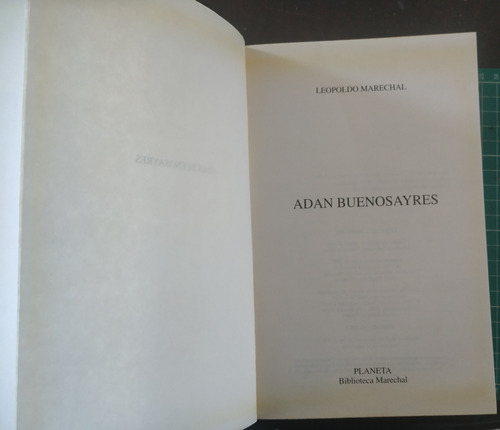 LEOPOLDO MARECHAL
ADAN BUENOSAYRES
PLANETA
Biblioteca Marechal